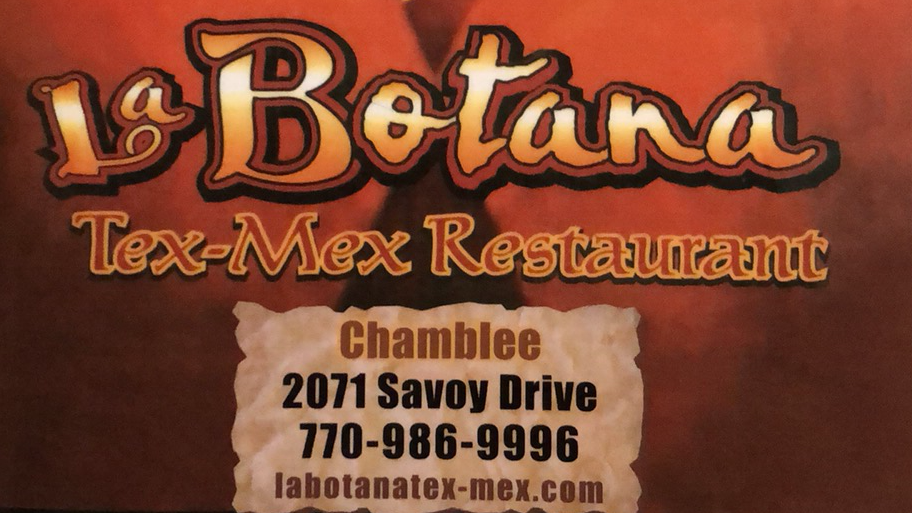 La Botana
Tex-Mex Restaurant
Chamblee
2071 Savoy Drive
770-986-9996
labotanatex-mex.com